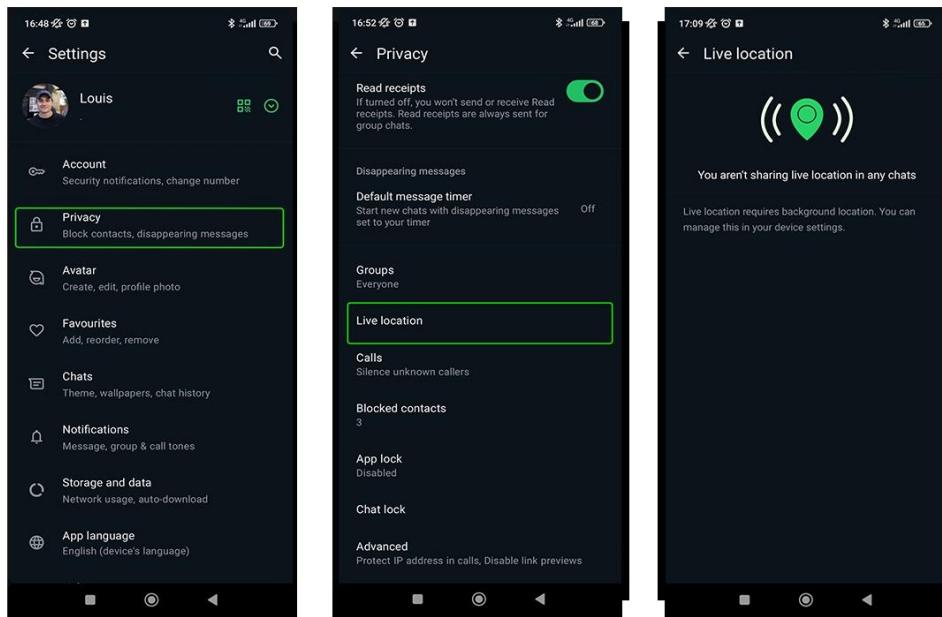 16:48
69
Settings
Louis
Account
Security notifications, change number
Privacy
Block contacts, disappearing messages
Avatar
Create, edit, profile photo
Favourites
Add, reorder, remove
Chats
Theme, wallpapers, chat history
Notifications
Message, group & call tones
Storage and data
Network usage, auto-download
App language
English (device's language)
16:52
4G
68
Privacy
Read receipts
If turned off, you won't send or receive Read
receipts. Read receipts are always sent for
group chats.
Disappearing messages
Default message timer
Start new chats with disappearing messages
set to your timer
Off
Groups
Everyone
Live location
Calls
Silence unknown callers
Blocked contacts
3
App lock
Disabled
Chat lock
Advanced
Protect IP address in calls, Disable link previews
17:09
Live location
You aren't sharing live location in any chats
Live location requires background location. You can
manage this in your device settings.